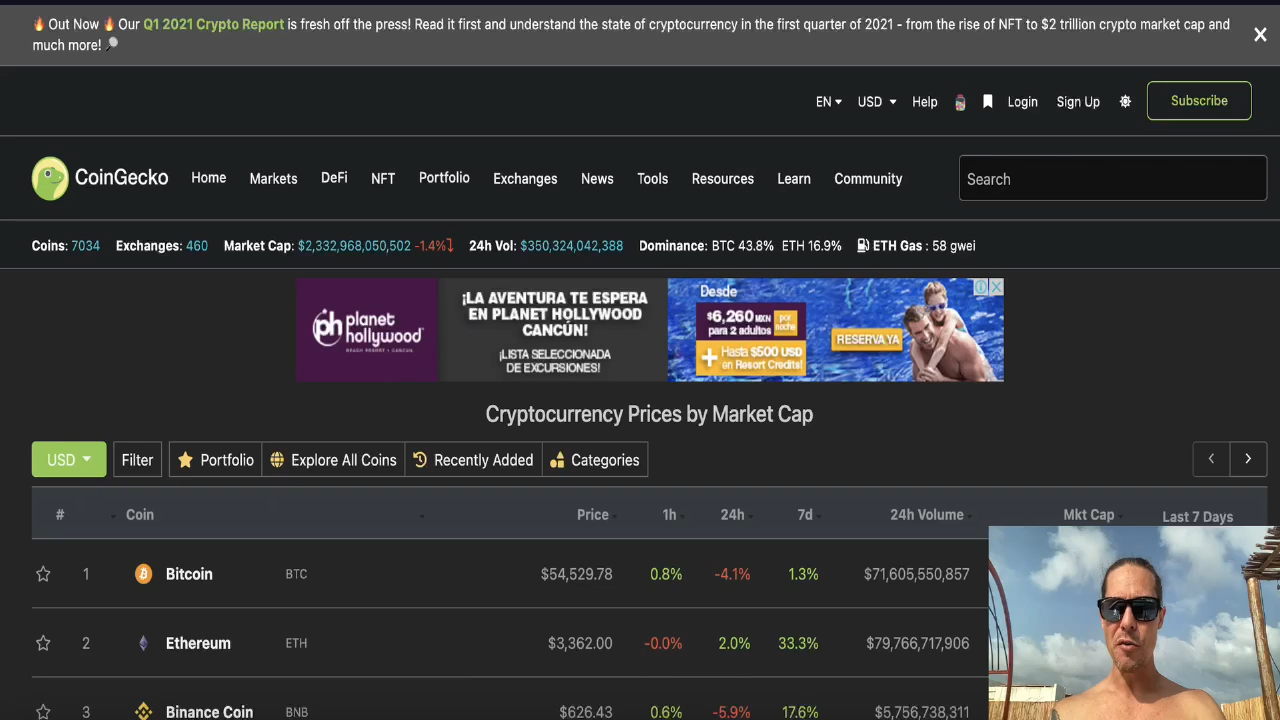 🔥Out Now 🔥Our Q1 2021 Crypto Report is fresh off the press! Read it first and understand the state of cryptocurrency in the first quarter of 2021 - from the rise of NFT to $2 trillion crypto market cap and
much more! 🔎
EN USD Help Login Sign Up Subscribe
CoinGecko Home Markets DeFi NFT Portfolio Exchanges News Tools Resources Learn Community Search
Coins: 7034 Exchanges: 460 Market Cap: $2,332,968,050,502 -1.4% 24h Vol: $350,324,042,388 Dominance: BTC 43.8% ETH 16.9% ETH Gas : 58 gwei
ph planet hollywood
BEACH RESORT • CANCUN
¡LA AVENTURA TE ESPERA
EN PLANET HOLLYWOOD
CANCÚN!
¡LISTA SELECCIONADA
DE EXCURSIONES!
Desde
$6,260 MXN por noche
para 2 adultos
+ Hasta $500 USD
en Resort Credits!
RESERVA YA
Cryptocurrency Prices by Market Cap
USD Filter Portfolio Explore All Coins Recently Added Categories
# Coin Price 1h 24h 7d 24h Volume Mkt Cap Last 7 Days
1 Bitcoin BTC $54,529.78 0.8% -4.1% 1.3% $71,605,550,857
2 Ethereum ETH $3,362.00 -0.0% 2.0% 33.3% $79,766,717,906
3 Binance Coin BNB $626.43 0.6% -5.9% 17.6% $5,756,738,311